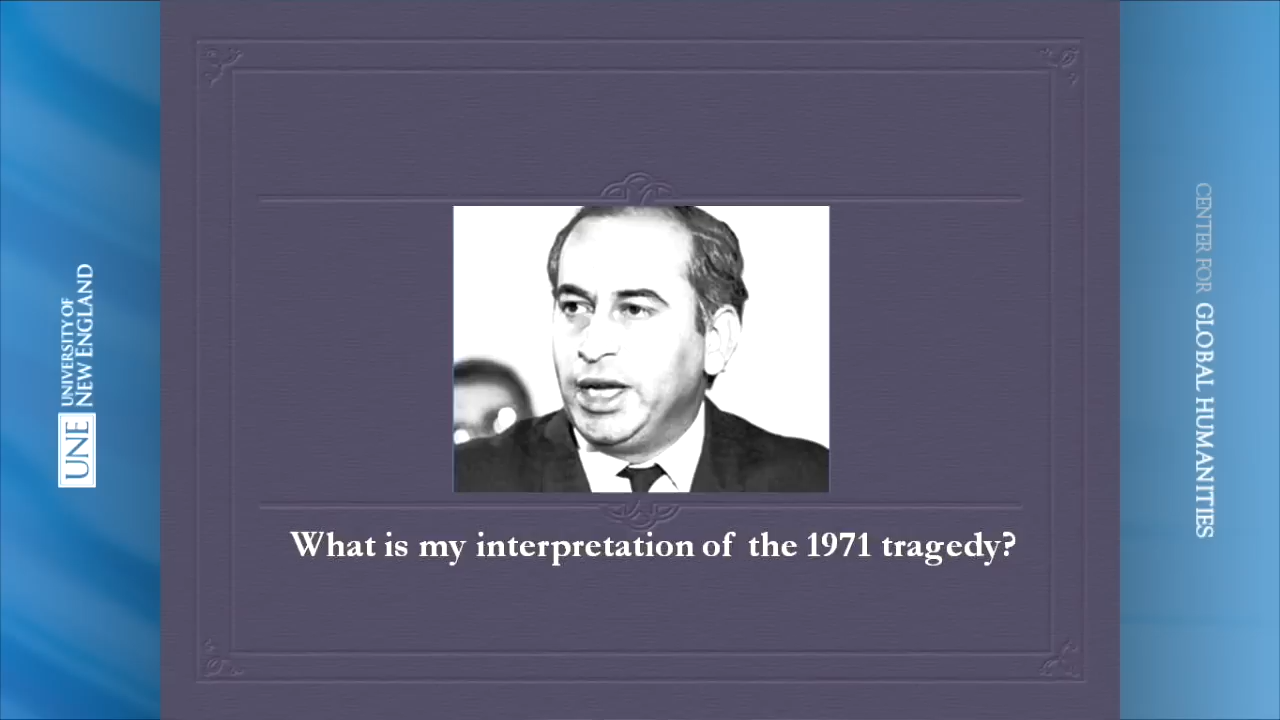 What is my interpretation of the 1971 tragedy?
UNE
UNIVERSITY OF
NEW ENGLAND
CENTER FOR GLOBAL HUMANITIES